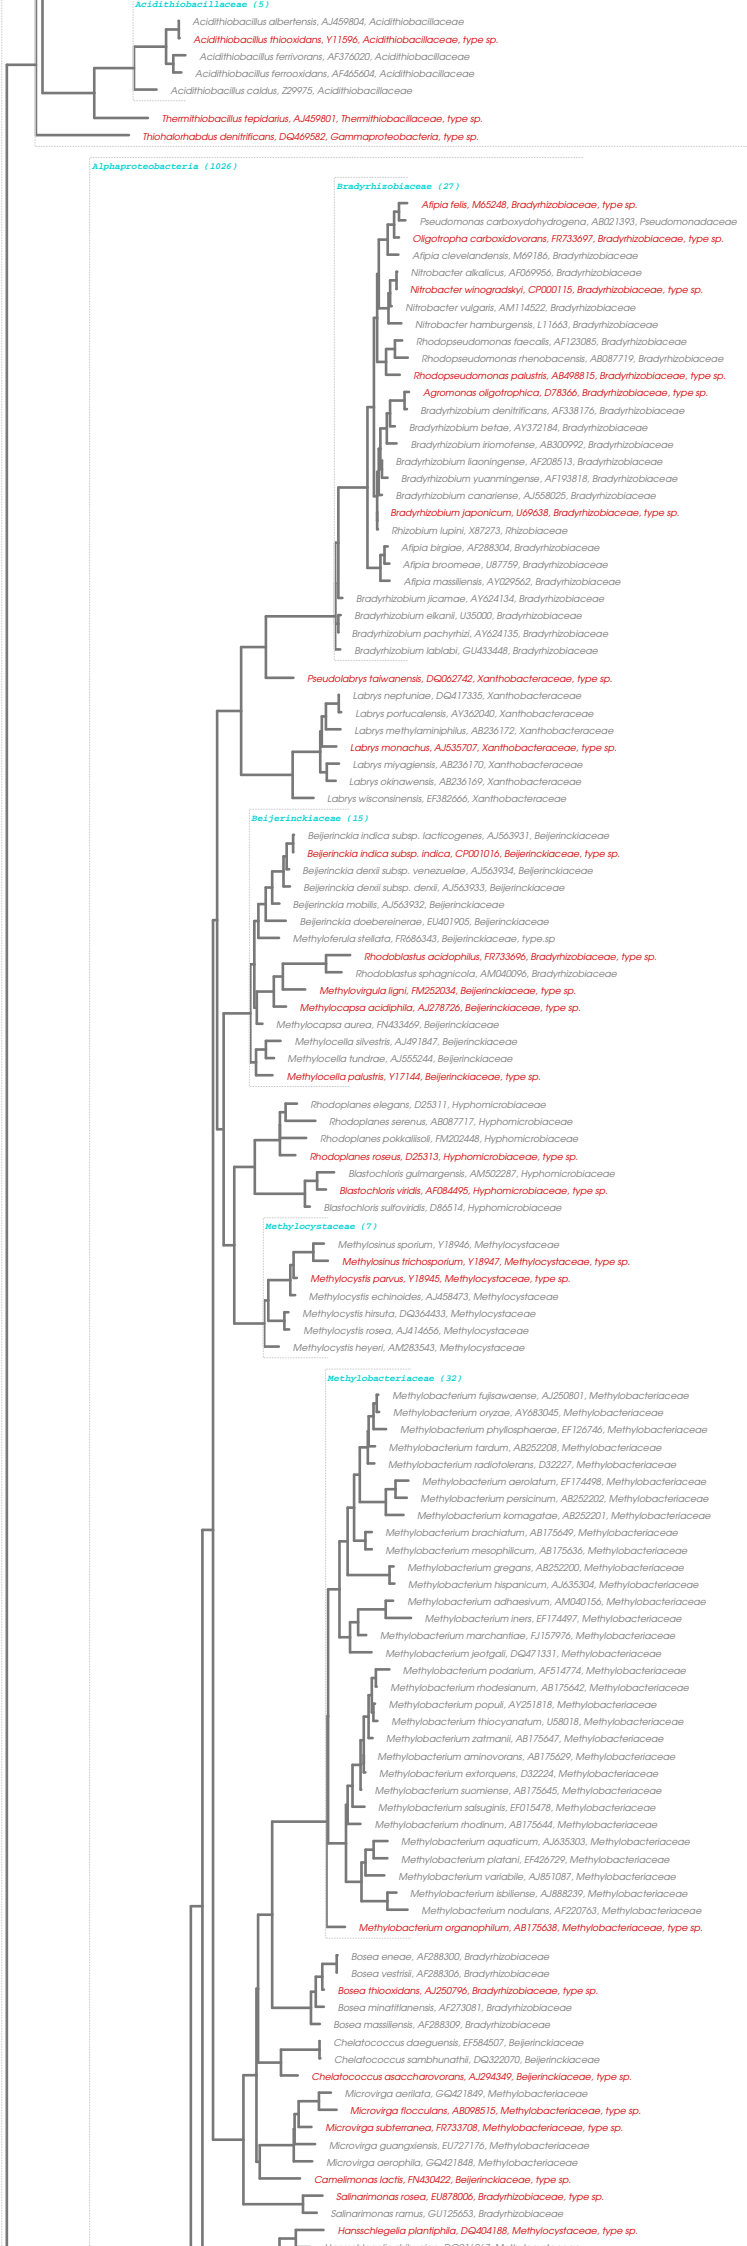 Acidithiobacillaceae (5)
Acidithiobacillus albertensis, AJ459804, Acidithiobacillaceae
Acidithiobacillus thiooxidans, Y11596, Acidithiobacillaceae, type sp.
Acidithiobacillus ferrivorans, AF376020, Acidithiobacillaceae
Acidithiobacillus ferrooxidans, AF465604, Acidithiobacillaceae
Acidithiobacillus caldus, Z29975, Acidithiobacillaceae
Thermithiobacillus tepidarius, AJ459801, Thermithiobacillaceae, type sp.
Thiohalorhabdus denitrificans, DQ469582, Gammaproteobacteria, type sp.
Alphaproteobacteria (1026)
Bradyrhizobiaceae (27)
Afipia felis, M65248, Bradyrhizobiaceae, type sp.
Pseudomonas carboxydohydrogena, AB021393, Pseudomonadaceae
Oligotropha carboxidovorans, FR733697, Bradyrhizobiaceae, type sp.
Afipia clevelandensis, M69186, Bradyrhizobiaceae
Nitrobacter alkalicus, AF069956, Bradyrhizobiaceae
Nitrobacter winogradskyi, CP000115, Bradyrhizobiaceae, type sp.
Nitrobacter vulgaris, AM114522, Bradyrhizobiaceae
Nitrobacter hamburgensis, L11663, Bradyrhizobiaceae
Rhodopseudomonas faecalis, AF123085, Bradyrhizobiaceae
Rhodopseudomonas rhenobacensis, AB087719, Bradyrhizobiaceae
Rhodopseudomonas palustris, AB498815, Bradyrhizobiaceae, type sp.
Agromonas oligotrophica, D78366, Bradyrhizobiaceae, type sp.
Bradyrhizobium denitrificans, AF338176, Bradyrhizobiaceae
Bradyrhizobium betae, AY372184, Bradyrhizobiaceae
Bradyrhizobium iriomotense, AB300992, Bradyrhizobiaceae
Bradyrhizobium liaoningense, AF208513, Bradyrhizobiaceae
Bradyrhizobium yuanmingense, AF193818, Bradyrhizobiaceae
Bradyrhizobium canariense, AJ558025, Bradyrhizobiaceae
Bradyrhizobium japonicum, U69638, Bradyrhizobiaceae, type sp.
Rhizobium lupini, X87273, Rhizobiaceae
Afipia birgiae, AF288304, Bradyrhizobiaceae
Afipia broomeae, U87759, Bradyrhizobiaceae
Afipia massiliensis, AY029562, Bradyrhizobiaceae
Bradyrhizobium jicamae, AY624134, Bradyrhizobiaceae
Bradyrhizobium elkanii, U35000, Bradyrhizobiaceae
Bradyrhizobium pachyrhizi, AY624135, Bradyrhizobiaceae
Bradyrhizobium lablabi, GU433448, Bradyrhizobiaceae
Pseudolabrys taiwanensis, DQ062742, Xanthobacteraceae, type sp.
Labrys neptuniae, DQ417335, Xanthobacteraceae
Labrys portucalensis, AY362040, Xanthobacteraceae
Labrys methylaminiphilus, AB236172, Xanthobacteraceae
Labrys monachus, AJ535707, Xanthobacteraceae, type sp.
Labrys miyagiensis, AB236170, Xanthobacteraceae
Labrys okinawensis, AB236169, Xanthobacteraceae
Labrys wisconsinensis, EF382666, Xanthobacteraceae
Beijerinckiaceae (15)
Beijerinckia indica subsp. lacticogenes, AJ563931, Beijerinckiaceae
Beijerinckia indica subsp. indica, CP001016, Beijerinckiaceae, type sp.
Beijerinckia derxii subsp. venezuelae, AJ563934, Beijerinckiaceae
Beijerinckia derxii subsp. derxii, AJ563933, Beijerinckiaceae
Beijerinckia mobilis, AJ563932, Beijerinckiaceae
Beijerinckia doebereinerae, EU401905, Beijerinckiaceae
Methyloferula stellata, FR686343, Beijerinckiaceae, type.sp
Rhodoblastus acidophilus, FR733696, Bradyrhizobiaceae, type sp.
Rhodoblastus sphagnicola, AM040096, Bradyrhizobiaceae
Methylovirgula ligni, FM252034, Beijerinckiaceae, type sp.
Methylocapsa acidiphila, AJ278726, Beijerinckiaceae, type sp.
Methylocapsa aurea, FN433469, Beijerinckiaceae
Methylocella silvestris, AJ491847, Beijerinckiaceae
Methylocella tundrae, AJ555244, Beijerinckiaceae
Methylocella palustris, Y17144, Beijerinckiaceae, type sp.
Rhodoplanes elegans, D25311, Hyphomicrobiaceae
Rhodoplanes serenus, AB087717, Hyphomicrobiaceae
Rhodoplanes pokkaliisoli, FM202448, Hyphomicrobiaceae
Rhodoplanes roseus, D25313, Hyphomicrobiaceae, type sp.
Blastochloris gulmargensis, AM502287, Hyphomicrobiaceae
Blastochloris viridis, AF084495, Hyphomicrobiaceae, type sp.
Blastochloris sulfoviridis, D86514, Hyphomicrobiaceae
Methylocystaceae (7)
Methylosinus sporium, Y18946, Methylocystaceae
Methylosinus trichosporium, Y18947, Methylocystaceae, type sp.
Methylocystis parvus, Y18945, Methylocystaceae, type sp.
Methylocystis echinoides, AJ458473, Methylocystaceae
Methylocystis hirsuta, DQ364433, Methylocystaceae
Methylocystis rosea, AJ414656, Methylocystaceae
Methylocystis heyeri, AM283543, Methylocystaceae
Methylobacteriaceae (32)
Methylobacterium fujisawaense, AJ250801, Methylobacteriaceae
Methylobacterium oryzae, AY683045, Methylobacteriaceae
Methylobacterium phyllosphaerae, EF126746, Methylobacteriaceae
Methylobacterium tardum, AB252208, Methylobacteriaceae
Methylobacterium radiotolerans, D32227, Methylobacteriaceae
Methylobacterium aerolatum, EF174498, Methylobacteriaceae
Methylobacterium persicinum, AB252202, Methylobacteriaceae
Methylobacterium komagatae, AB252201, Methylobacteriaceae
Methylobacterium brachiatum, AB175649, Methylobacteriaceae
Methylobacterium mesophilicum, AB175636, Methylobacteriaceae
Methylobacterium gregans, AB252200, Methylobacteriaceae
Methylobacterium hispanicum, AJ635304, Methylobacteriaceae
Methylobacterium adhaesivum, AM040156, Methylobacteriaceae
Methylobacterium iners, EF174497, Methylobacteriaceae
Methylobacterium marchantiae, FJ157976, Methylobacteriaceae
Methylobacterium jeotgali, DQ471331, Methylobacteriaceae
Methylobacterium podarium, AF514774, Methylobacteriaceae
Methylobacterium rhodesianum, AB175642, Methylobacteriaceae
Methylobacterium populi, AY251818, Methylobacteriaceae
Methylobacterium thiocyanatum, U58018, Methylobacteriaceae
Methylobacterium zatmanii, AB175647, Methylobacteriaceae
Methylobacterium aminovorans, AB175629, Methylobacteriaceae
Methylobacterium extorquens, D32224, Methylobacteriaceae
Methylobacterium suomiense, AB175645, Methylobacteriaceae
Methylobacterium salsuginis, EF015478, Methylobacteriaceae
Methylobacterium rhodinum, AB175644, Methylobacteriaceae
Methylobacterium aquaticum, AJ635303, Methylobacteriaceae
Methylobacterium platani, EF426729, Methylobacteriaceae
Methylobacterium variabile, AJ851087, Methylobacteriaceae
Methylobacterium isbiliense, AJ888239, Methylobacteriaceae
Methylobacterium nodulans, AF220763, Methylobacteriaceae
Methylobacterium organophilum, AB175638, Methylobacteriaceae, type sp.
Bosea eneae, AF288300, Bradyrhizobiaceae
Bosea vestrisii, AF288306, Bradyrhizobiaceae
Bosea thiooxidans, AJ250796, Bradyrhizobiaceae, type sp.
Bosea minatitlanensis, AF273081, Bradyrhizobiaceae
Bosea massiliensis, AF288309, Bradyrhizobiaceae
Chelatococcus daeguensis, EF584507, Beijerinckiaceae
Chelatococcus sambhunathii, DQ322070, Beijerinckiaceae
Chelatococcus asaccharovorans, AJ294349, Beijerinckiaceae, type sp.
Microvirga aerilata, GQ421849, Methylobacteriaceae
Microvirga flocculans, AB098515, Methylobacteriaceae, type sp.
Microvirga subterranea, FR733708, Methylobacteriaceae, type sp.
Microvirga guangxiensis, EU727176, Methylobacteriaceae
Microvirga aerophila, GQ421848, Methylobacteriaceae
Camelimonas lactis, FN430422, Beijerinckiaceae, type sp.
Salinarimonas rosea, EU878006, Bradyrhizobiaceae, type sp.
Salinarimonas ramus, GU125653, Bradyrhizobiaceae
Hansschlegelia plantiphila, DQ404188, Methylocystaceae, type sp.